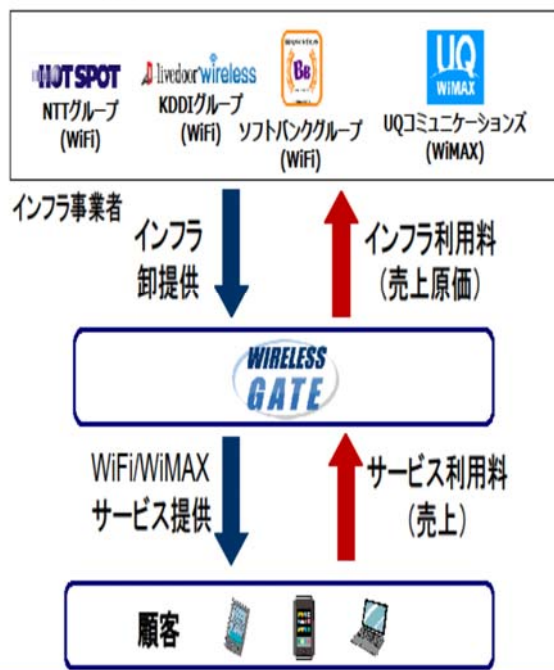 HOT SPOT
NTTグループ
(WiFi)
livedoor wireless
KDDIグループ
(WiFi)
BB
ソフトバンクグループ
(WiFi)
UQ
WiMAX
UQコミュニケーションズ
(WiMAX)
インフラ事業者
インフラ
卸提供
インフラ利用料
(売上原価)
WIRELESS
GATE
WiFi/WiMAX
サービス提供
サービス利用料
(売上)
顧客